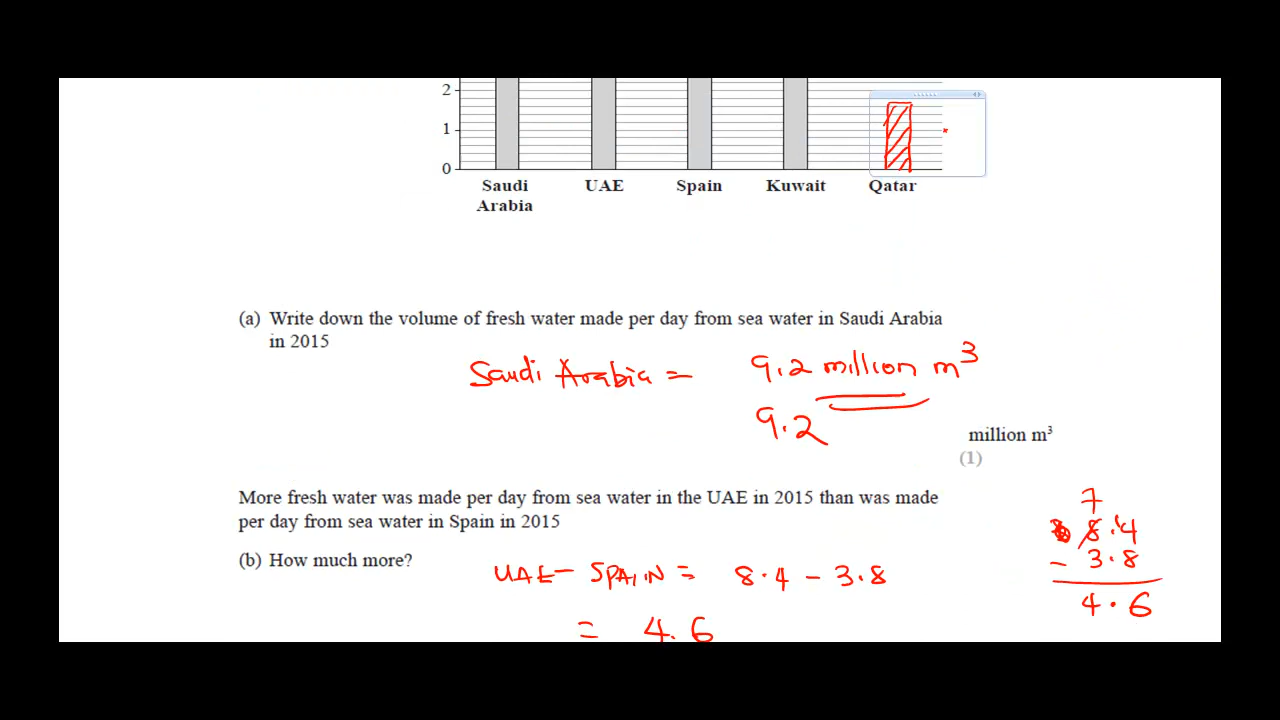 2
1
0
Saudi Arabia UAE Spain Kuwait Qatar
(a) Write down the volume of fresh water made per day from sea water in Saudi Arabia
in 2015
Saudi Arabia = 9.2 million m³
9.2
million m³
(1)
More fresh water was made per day from sea water in the UAE in 2015 than was made
per day from sea water in Spain in 2015
(b) How much more?
UAE - SPAIN = 8.4 - 3.8
= 4.6
7
8.14
- 3.8
4.6